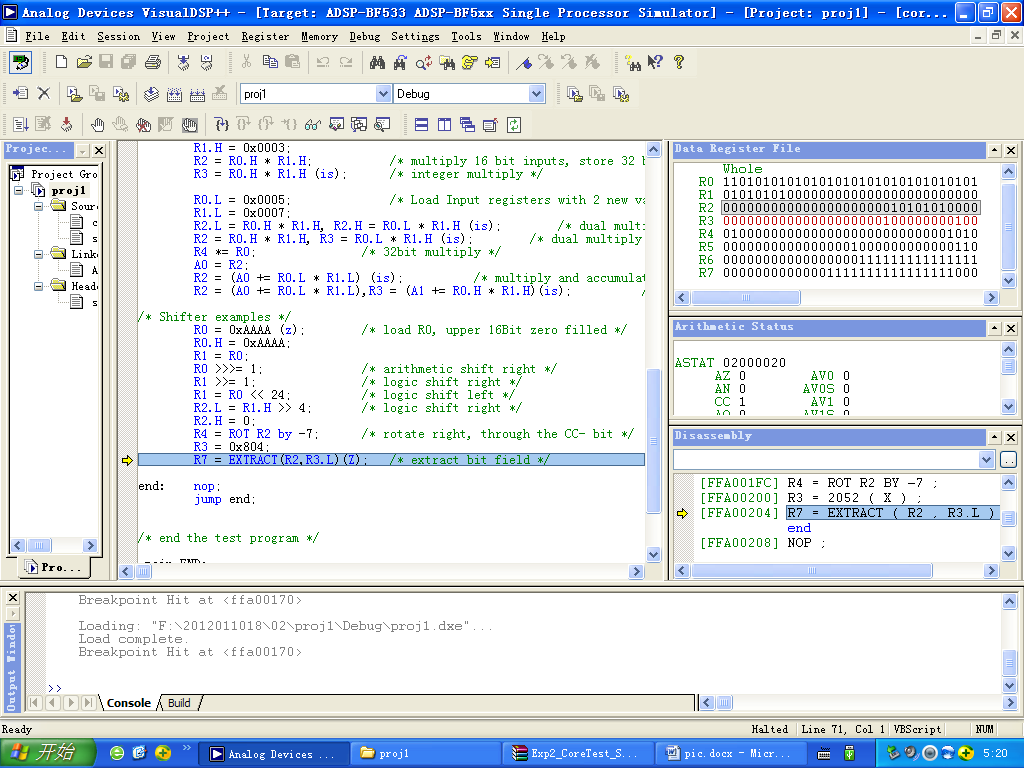 Analog Devices VisualDSP++ - [Target: ADSP-BF533 ADSP-BF5xx Single Processor Simulator] - [Project: proj1] - [cor...
File Edit Session View Project Register Memory Debug Settings Tools Window Help
proj1 Debug
Projec...
Project Gro
proj1
Sour
c
s
Link
A
Heade
s
Pro...
R1.H = 0x0003;
R2 = R0.H * R1.H; /* multiply 16 bit inputs, store 32 b
R3 = R0.H * R1.H (is); /* integer multiply */
R0.L = 0x0005; /* Load Input registers with 2 new va
R1.L = 0x0007;
R2.L = R0.H * R1.H, R2.H = R0.L * R1.H (is); /* dual multi
R2 = R0.H * R1.H, R3 = R0.L * R1.H (is); /* dual multiply
R4 *= R0; /* 32bit multiply */
A0 = R2;
R2 = (A0 += R0.L * R1.L) (is); /* multiply and accumulat
R2 = (A0 += R0.L * R1.L),R3 = (A1 += R0.H * R1.H)(is); /
/* Shifter examples */
R0 = 0xAAAA (z); /* load R0, upper 16Bit zero filled */
R0.H = 0xAAAA;
R1 = R0;
R0 >>>= 1; /* arithmetic shift right */
R1 >>= 1; /* logic shift right */
R1 = R0 << 24; /* logic shift left */
R2.L = R1.H >> 4; /* logic shift right */
R2.H = 0;
R4 = ROT R2 by -7; /* rotate right, through the CC- bit */
R3 = 0x804;
R7 = EXTRACT(R2,R3.L)(Z); /* extract bit field */
end: nop;
jump end;
/* end the test program */
main.END:
Data Register File
Whole
R0 11010101010101010101010101010101
R1 01010101000000000000000000000000
R2 00000000000000000000010101010000
R3 00000000000000000000100000000100
R4 01000000000000000000000000001010
R5 00000000000000001000000000000110
R6 00000000000000000111111111111111
R7 00000000000001111111111111111000
Arithmetic Status
ASTAT 02000020
AZ 0 AV0 0
AN 0 AV0S 0
CC 1 AV1 0
AQ 0 AV1S 0
Disassembly
[FFA001FC] R4 = ROT R2 BY -7 ;
[FFA00200] R3 = 2052 ( X ) ;
[FFA00204] R7 = EXTRACT ( R2 , R3.L )
end
[FFA00208] NOP ;
Output Window
Breakpoint Hit at <ffa00170>
Loading: "F:\2012011018\02\proj1\Debug\proj1.dxe"...
Load complete.
Breakpoint Hit at <ffa00170>
>>
Console Build
Ready Halted Line 71, Col 1 VBScript NUM
开始 Analog Devices ... proj1 Exp2_CoreTest_S... pic.docx - Micr... 5:20